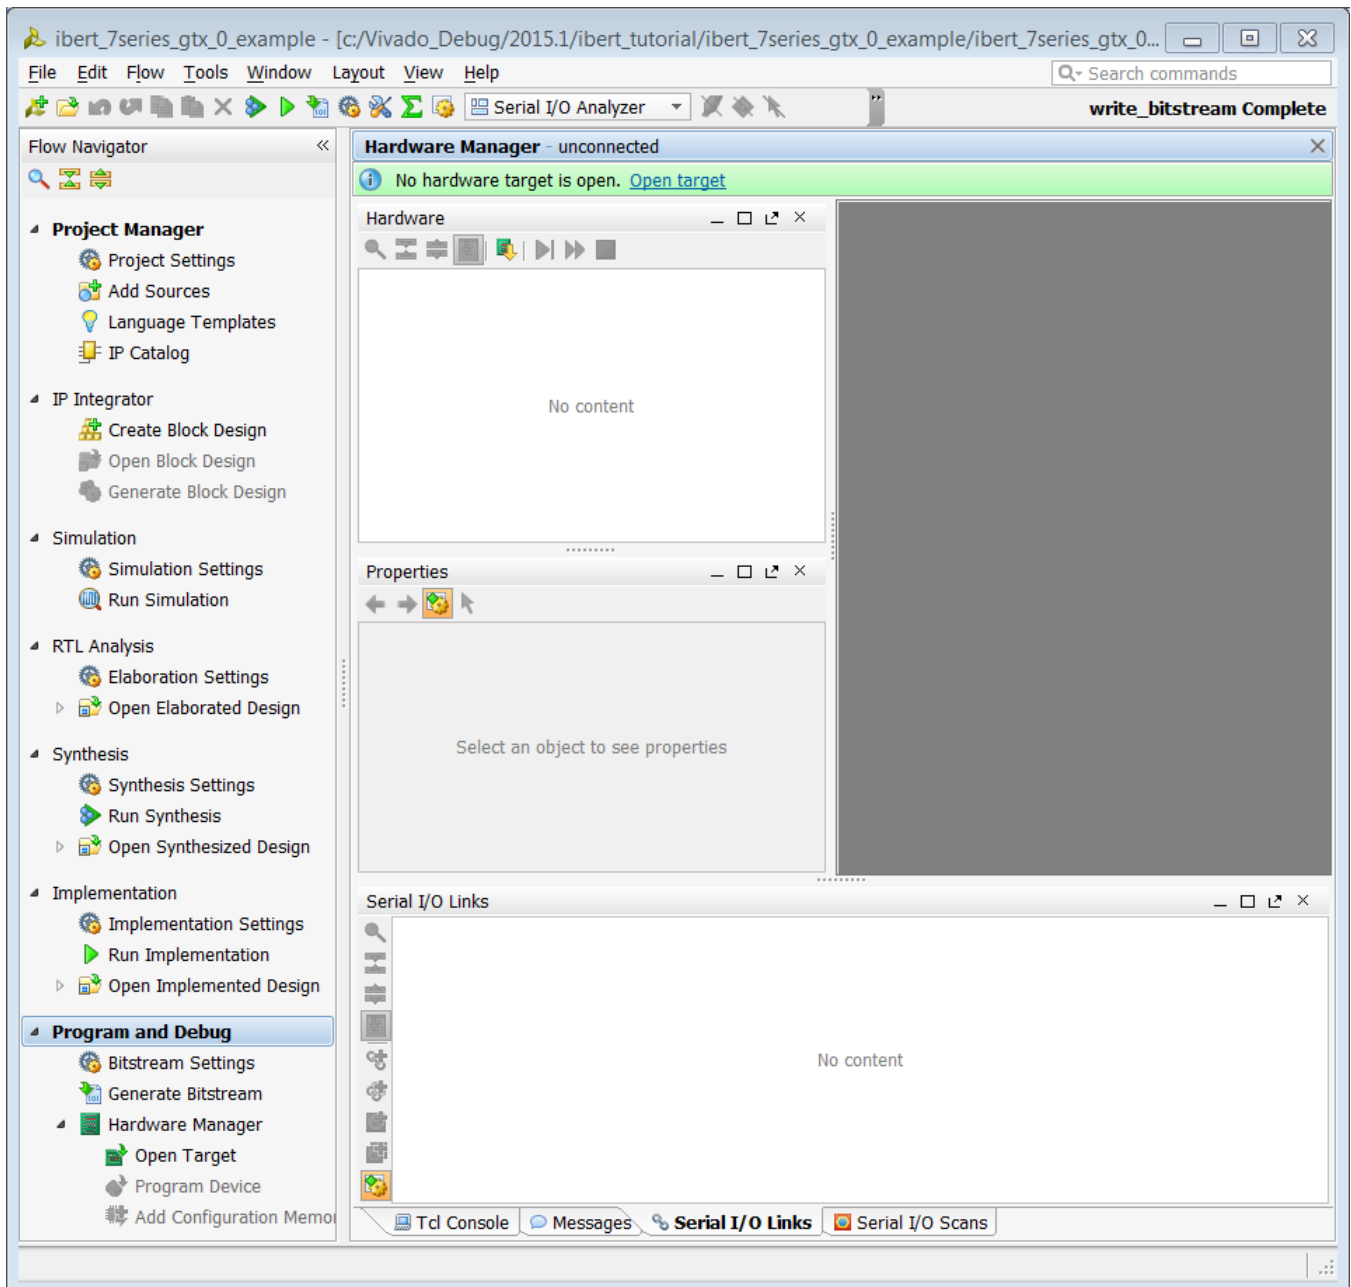 ibert_7series_gtx_0_example - [c:/Vivado_Debug/2015.1/ibert_tutorial/ibert_7series_gtx_0_example/ibert_7series_gtx_0...
File Edit Flow Tools Window Layout View Help
Search commands
Serial I/O Analyzer
write_bitstream Complete
Flow Navigator
Project Manager
Project Settings
Add Sources
Language Templates
IP Catalog
IP Integrator
Create Block Design
Open Block Design
Generate Block Design
Simulation
Simulation Settings
Run Simulation
RTL Analysis
Elaboration Settings
Open Elaborated Design
Synthesis
Synthesis Settings
Run Synthesis
Open Synthesized Design
Implementation
Implementation Settings
Run Implementation
Open Implemented Design
Program and Debug
Bitstream Settings
Generate Bitstream
Hardware Manager
Open Target
Program Device
Add Configuration Memo
Hardware Manager - unconnected
No hardware target is open. Open target
Hardware
No content
Properties
Select an object to see properties
Serial I/O Links
No content
Tcl Console Messages Serial I/O Links Serial I/O Scans